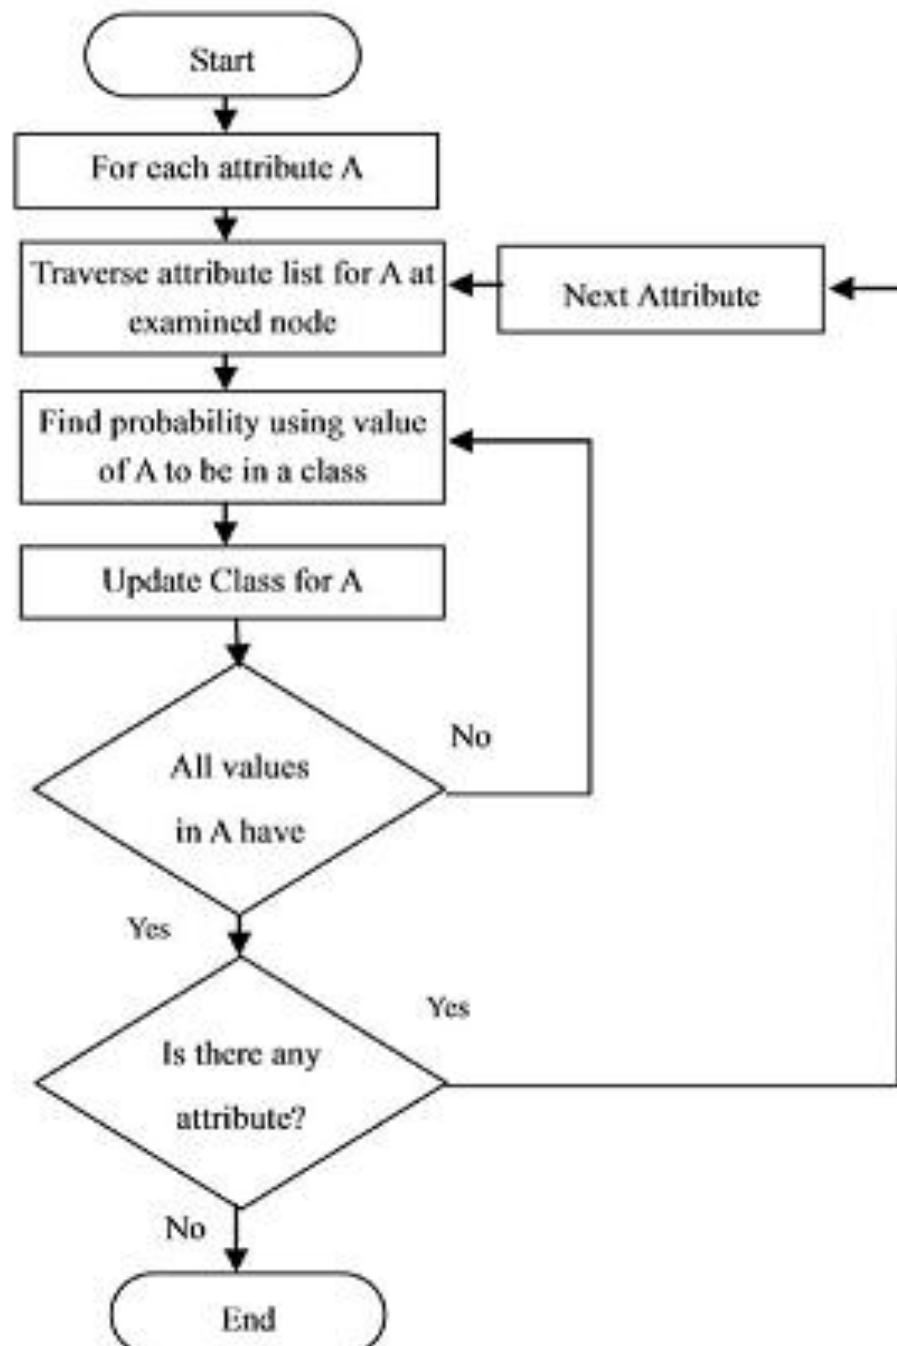 Start
For each attribute A
Traverse attribute list for A at
examined node
Next Attribute
Find probability using value
of A to be in a class
Update Class for A
No
All values
in A have
Yes
Yes
Is there any
attribute?
No
End